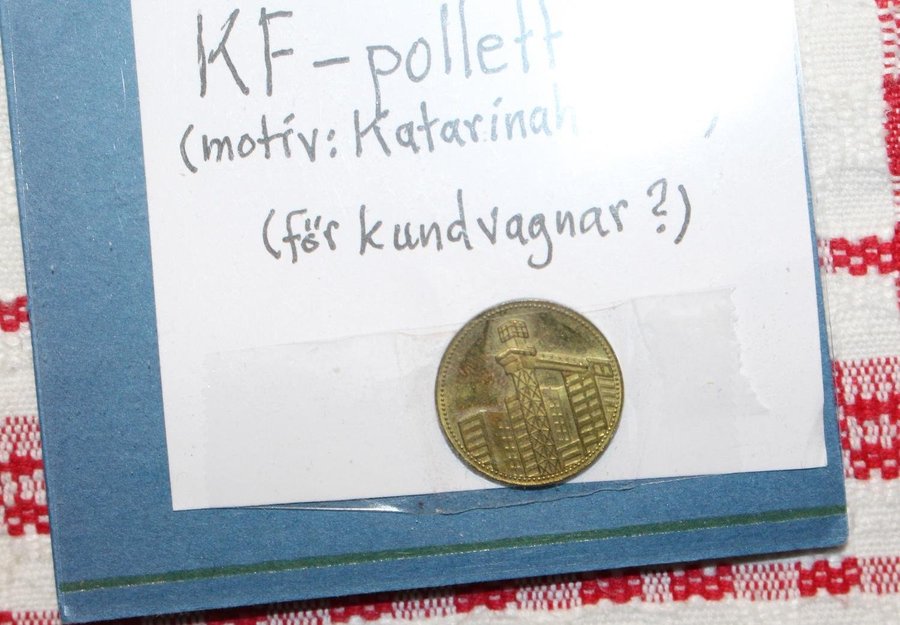 KF-pollett
(motiv: Katarinah
(för kundvagnar?)